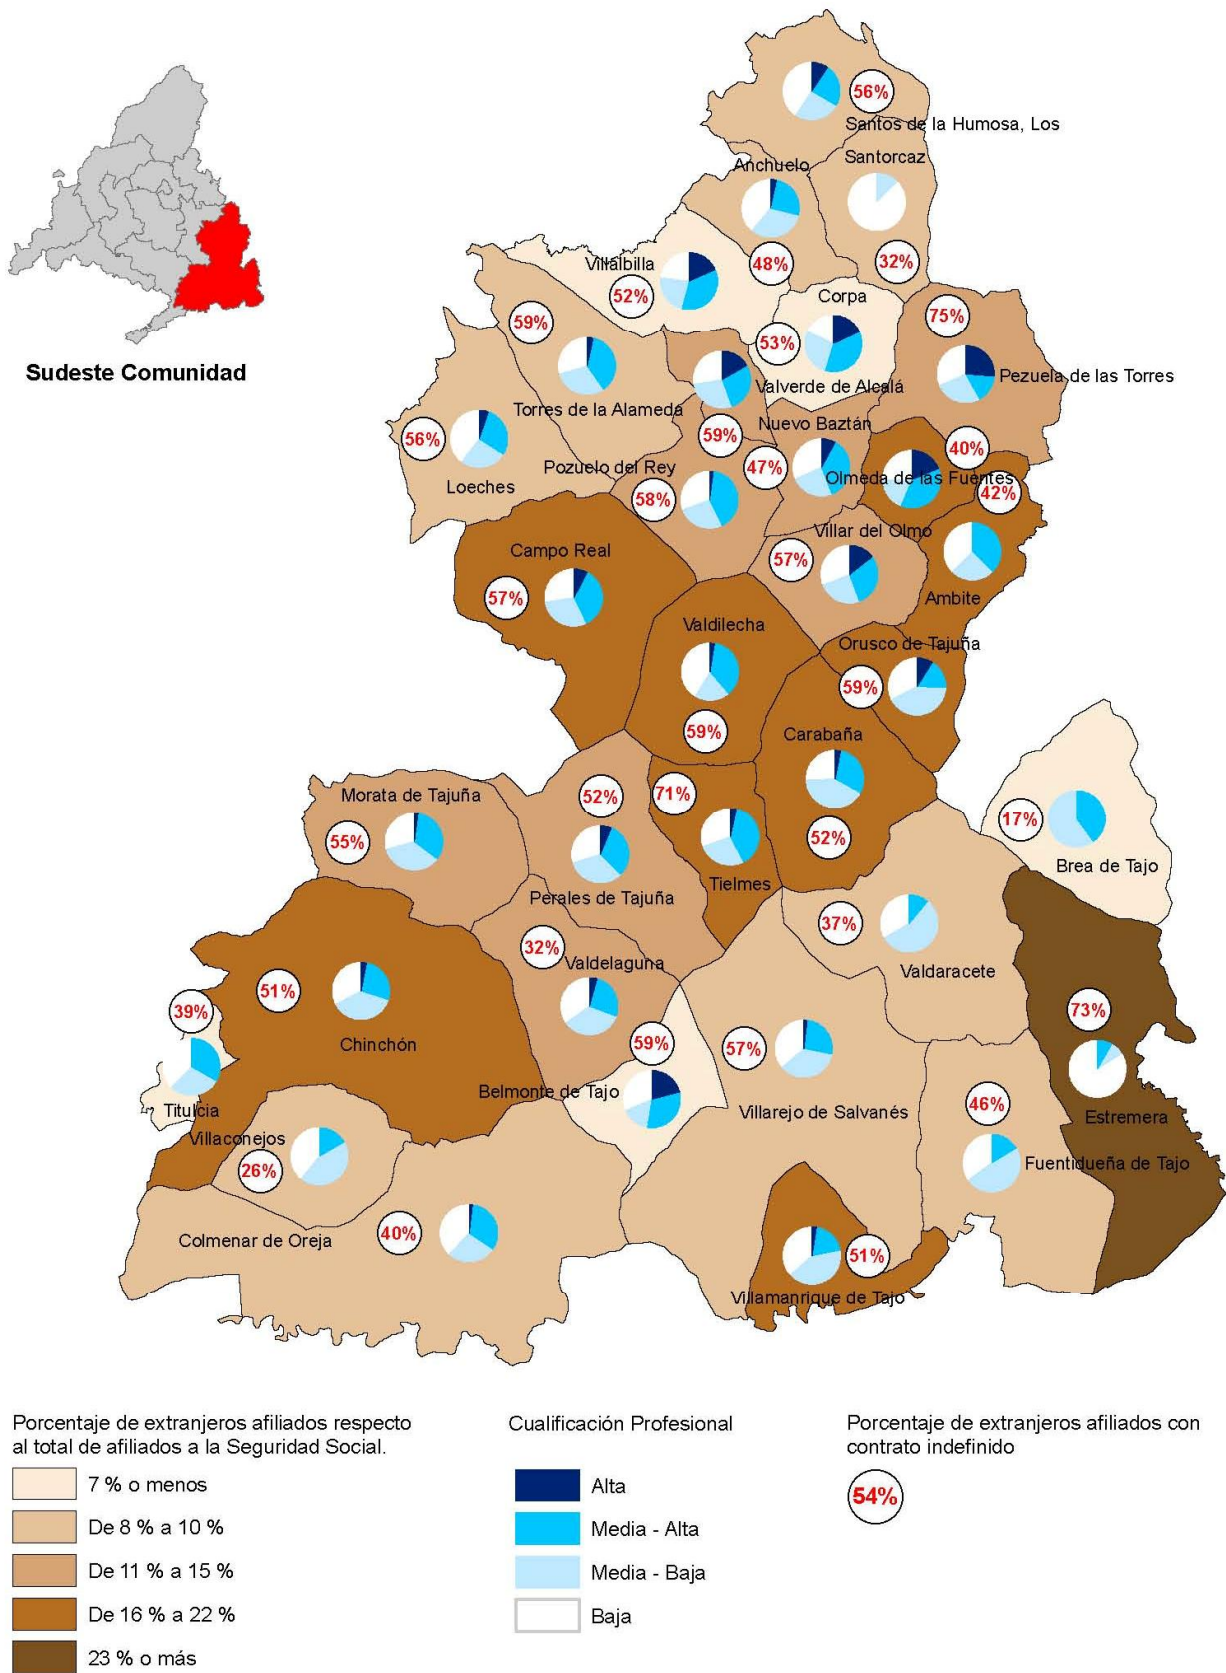 56%
Santos de la Humosa, Los
Anchuelo
Santorcaz
48%
32%
Villalbilla
52%
Corpa
53%
75%
59%
Sudeste Comunidad
Pezuela de las Torres
Valverde de Alcalá
Torres de la Alameda
Nuevo Baztán
56%
59%
40%
47%
Pozuelo del Rey
Olmeda de las Fuentes
Loeches
58%
42%
Villar del Olmo
Campo Real
57%
57%
Ambite
Valdilecha
Orusco de Tajuña
59%
59%
Carabaña
Morata de Tajuña
52%
71%
17%
55%
52%
Brea de Tajo
Tielmes
Perales de Tajuña
37%
32%
Valdelaguna
Valdaracete
51%
39%
73%
Chinchón
59%
57%
Belmonte de Tajo
Villarejo de Salvanés
46%
Titulcia
Estremera
Villaconejos
26%
Fuentidueña de Tajo
40%
Colmenar de Oreja
51%
Villamanrique de Tajo
Porcentaje de extranjeros afiliados respecto
al total de afiliados a la Seguridad Social.
7 % o menos
De 8 % a 10 %
De 11 % a 15 %
De 16 % a 22 %
23 % o más
Cualificación Profesional
Alta
Media - Alta
Media - Baja
Baja
Porcentaje de extranjeros afiliados con
contrato indefinido
54%